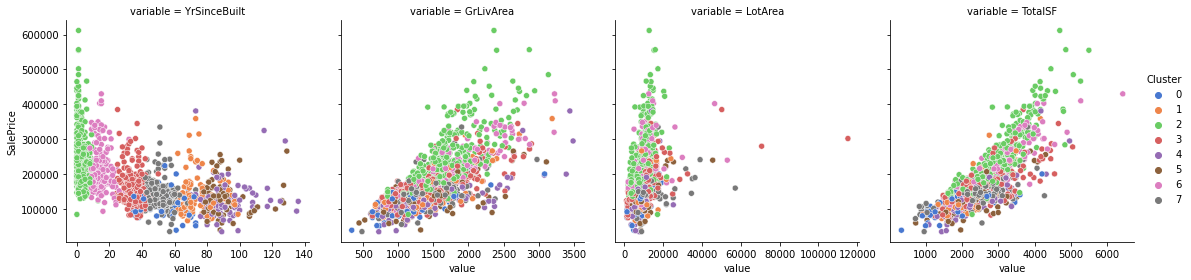 variable = YrSinceBuilt
variable = GrLivArea
variable = LotArea
variable = TotalSF
SalePrice
600000
500000
400000
300000
200000
100000
0 20 40 60 80 100 120 140
500 1000 1500 2000 2500 3000 3500
0 20000 40000 60000 80000 100000 120000
1000 2000 3000 4000 5000 6000
value
value
value
value
Cluster
0
1
2
3
4
5
6
7